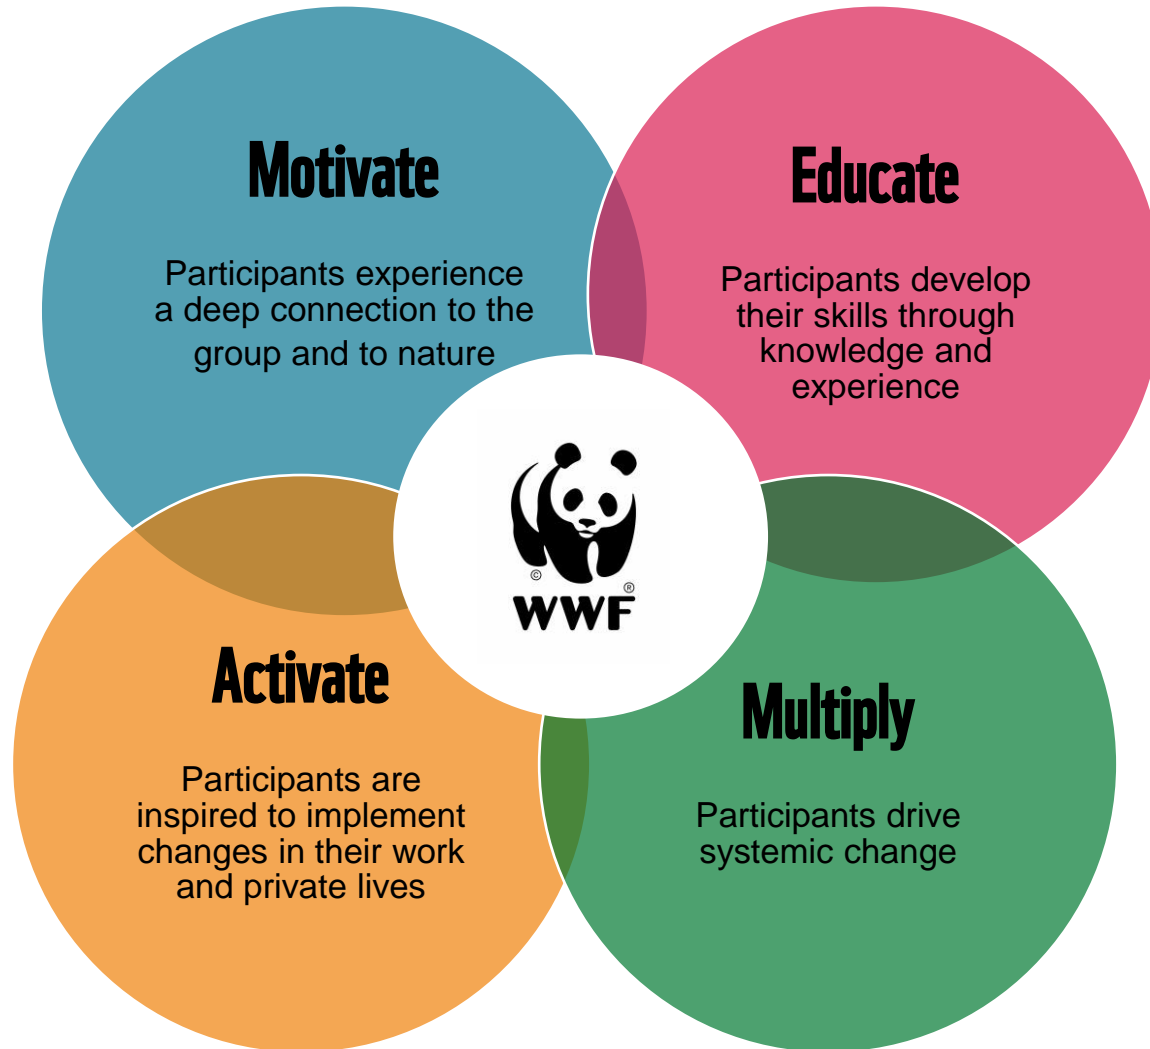 Motivate
Participants experience
a deep connection to the
group and to nature
Educate
Participants develop
their skills through
knowledge and
experience
©
®
WWF
Activate
Participants are
inspired to implement
changes in their work
and private lives
Multiply
Participants drive
systemic change